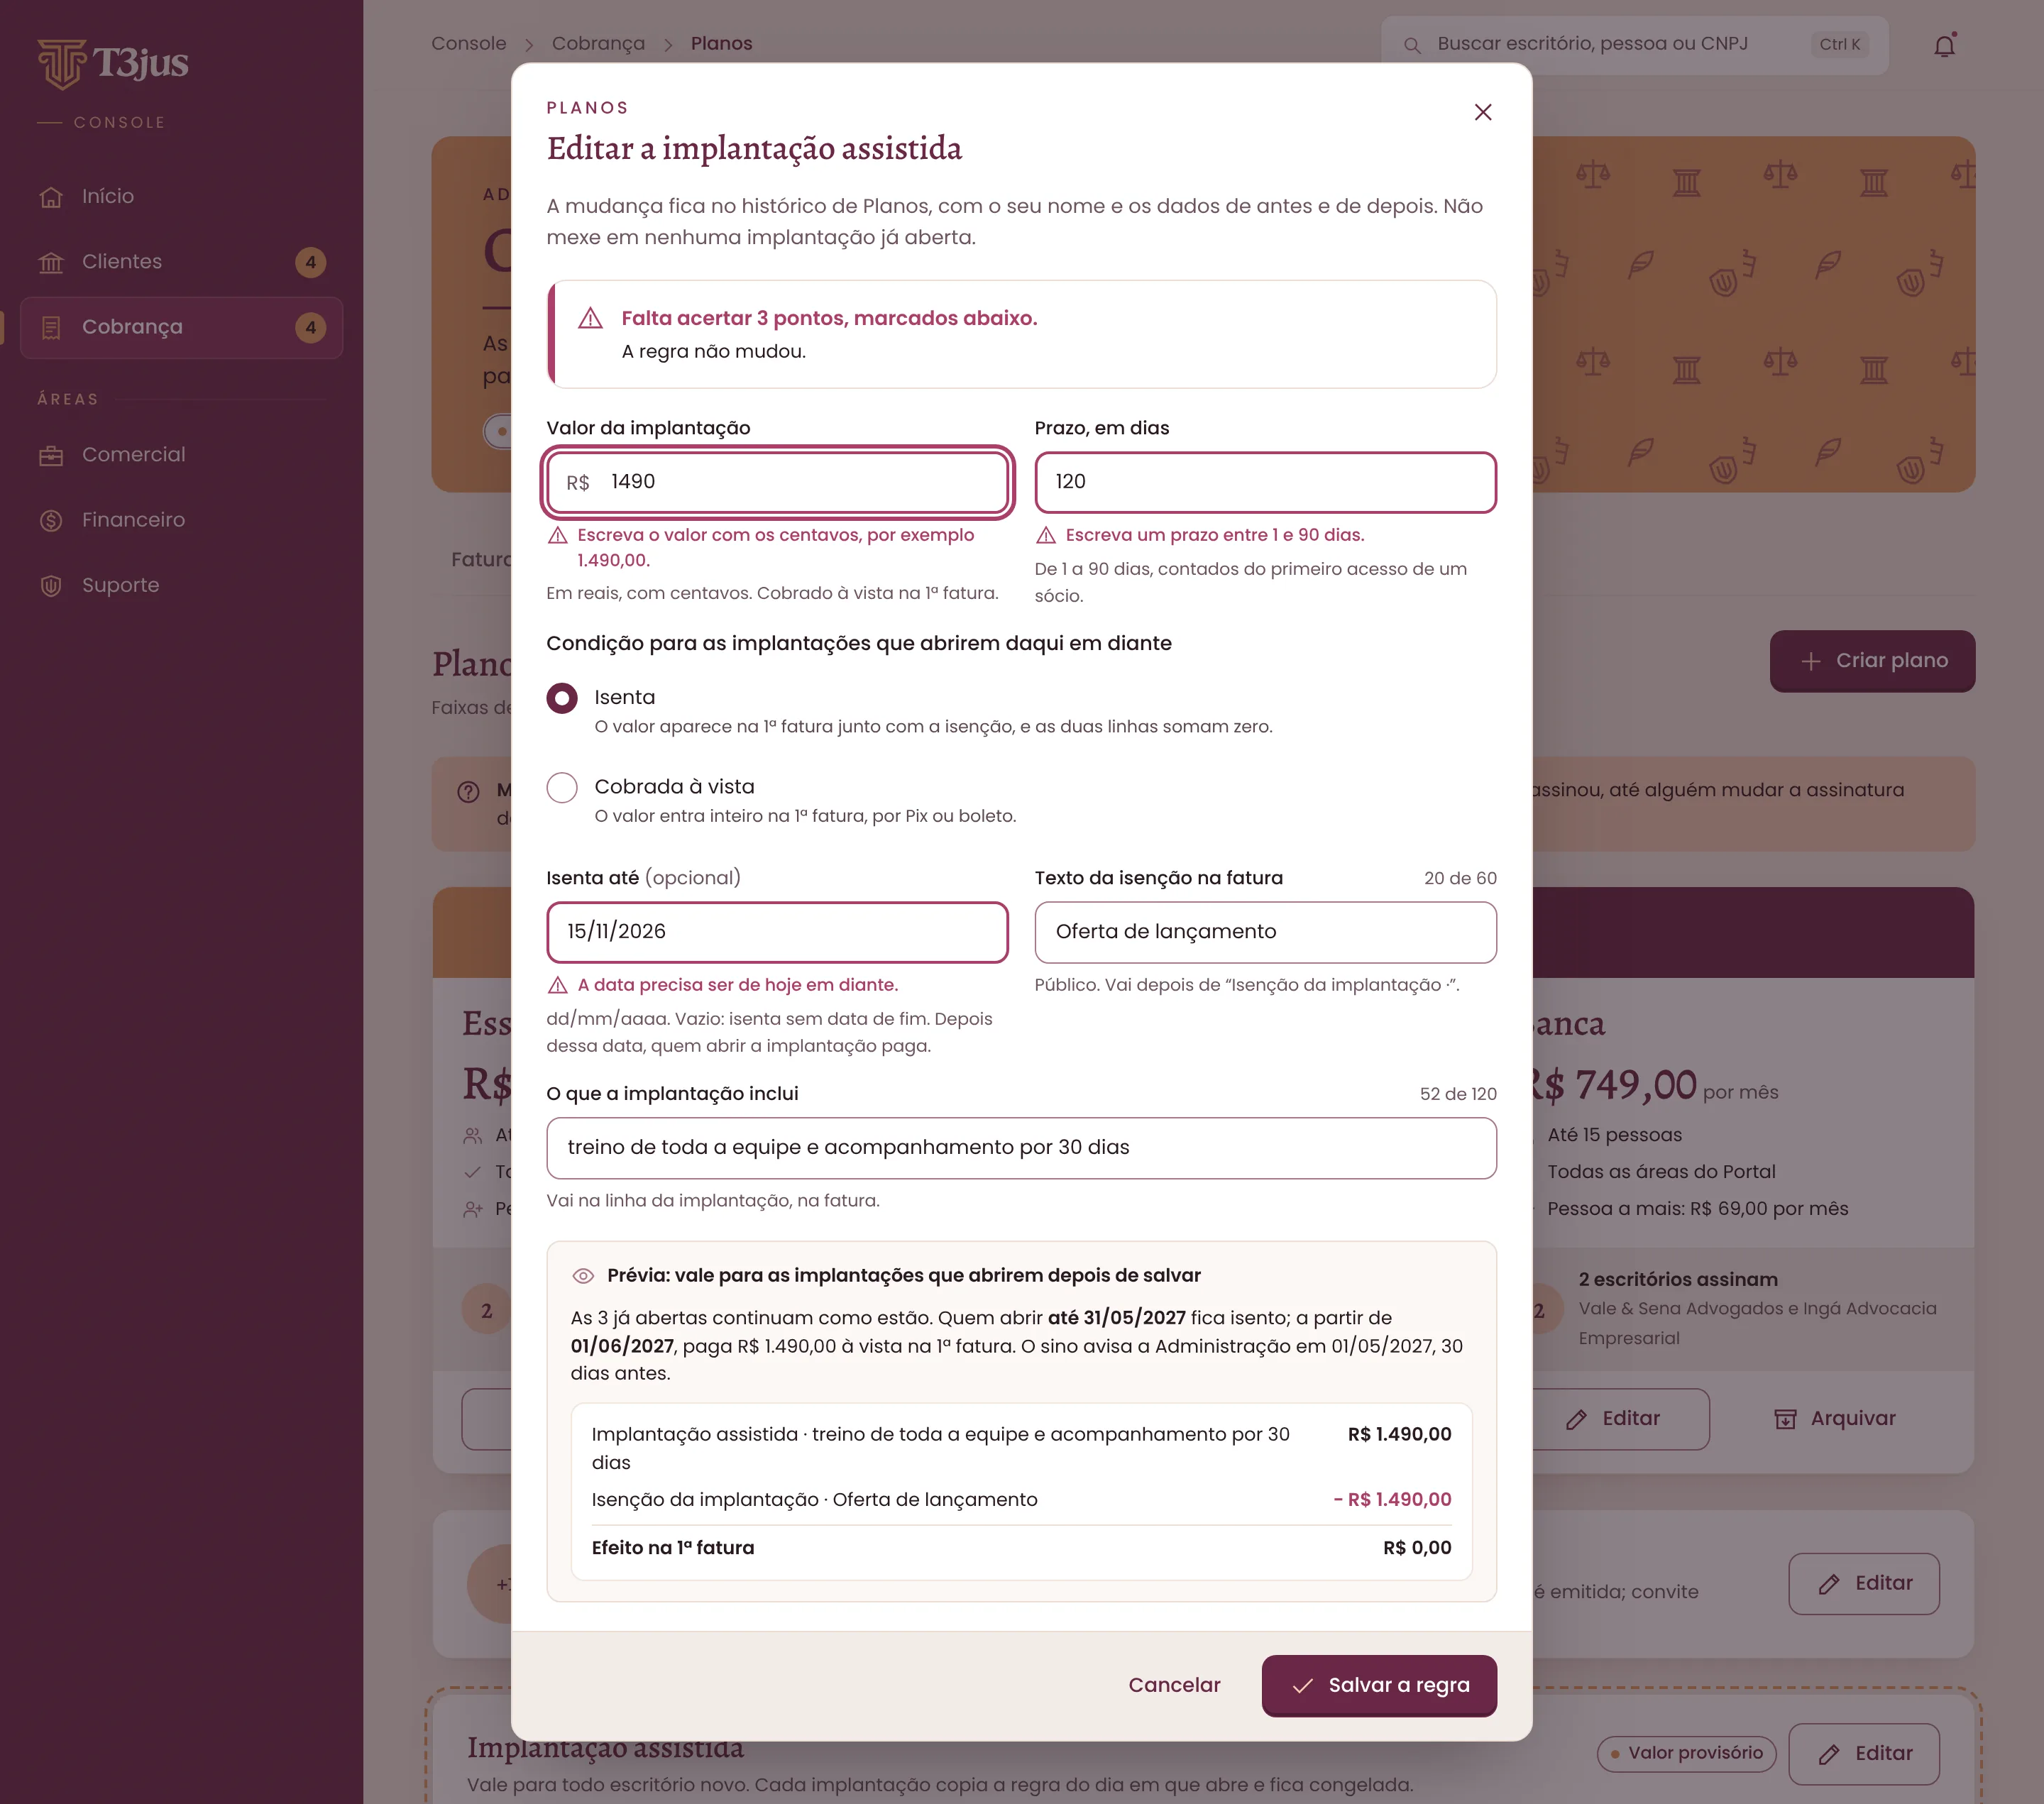 T3jus
CONSOLE
Início
Clientes 4
Cobrança 4
ÁREAS
Comercial
Financeiro
Suporte
Console > Cobrança > Planos
Buscar escritório, pessoa ou CNPJ Ctrl K
PLANOS
Editar a implantação assistida
A mudança fica no histórico de Planos, com o seu nome e os dados de antes e de depois. Não
mexe em nenhuma implantação já aberta.
Falta acertar 3 pontos, marcados abaixo.
A regra não mudou.
Valor da implantação
R$ 1490
Escreva o valor com os centavos, por exemplo
1.490,00.
Em reais, com centavos. Cobrado à vista na 1ª fatura.
Prazo, em dias
120
Escreva um prazo entre 1 e 90 dias.
De 1 a 90 dias, contados do primeiro acesso de um
sócio.
Condição para as implantações que abrirem daqui em diante
Isenta
O valor aparece na 1ª fatura junto com a isenção, e as duas linhas somam zero.
Cobrada à vista
O valor entra inteiro na 1ª fatura, por Pix ou boleto.
Isenta até (opcional)
15/11/2026
A data precisa ser de hoje em diante.
dd/mm/aaaa. Vazio: isenta sem data de fim. Depois
dessa data, quem abrir a implantação paga.
Texto da isenção na fatura 20 de 60
Oferta de lançamento
Público. Vai depois de “Isenção da implantação ·”.
O que a implantação inclui 52 de 120
treino de toda a equipe e acompanhamento por 30 dias
Vai na linha da implantação, na fatura.
Prévia: vale para as implantações que abrirem depois de salvar
As 3 já abertas continuam como estão. Quem abrir até 31/05/2027 fica isento; a partir de
01/06/2027, paga R$ 1.490,00 à vista na 1ª fatura. O sino avisa a Administração em 01/05/2027, 30
dias antes.
Implantação assistida · treino de toda a equipe e acompanhamento por 30 R$ 1.490,00
dias
Isenção da implantação · Oferta de lançamento - R$ 1.490,00
Efeito na 1ª fatura R$ 0,00
Cancelar
Salvar a regra
AD
As
pa
Fatur
Plano
Faixas de
Criar plano
assinou, até alguém mudar a assinatura
Ess
R$
2
anca
R$ 749,00 por mês
Até 15 pessoas
Todas as áreas do Portal
Pessoa a mais: R$ 69,00 por mês
2 escritórios assinam
Vale & Sena Advogados e Ingá Advocacia
Empresarial
Editar
Arquivar
é emitida; convite
Editar
Implantação assistida
Vale para todo escritório novo. Cada implantação copia a regra do dia em que abre e fica congelada.
Valor provisório
Editar